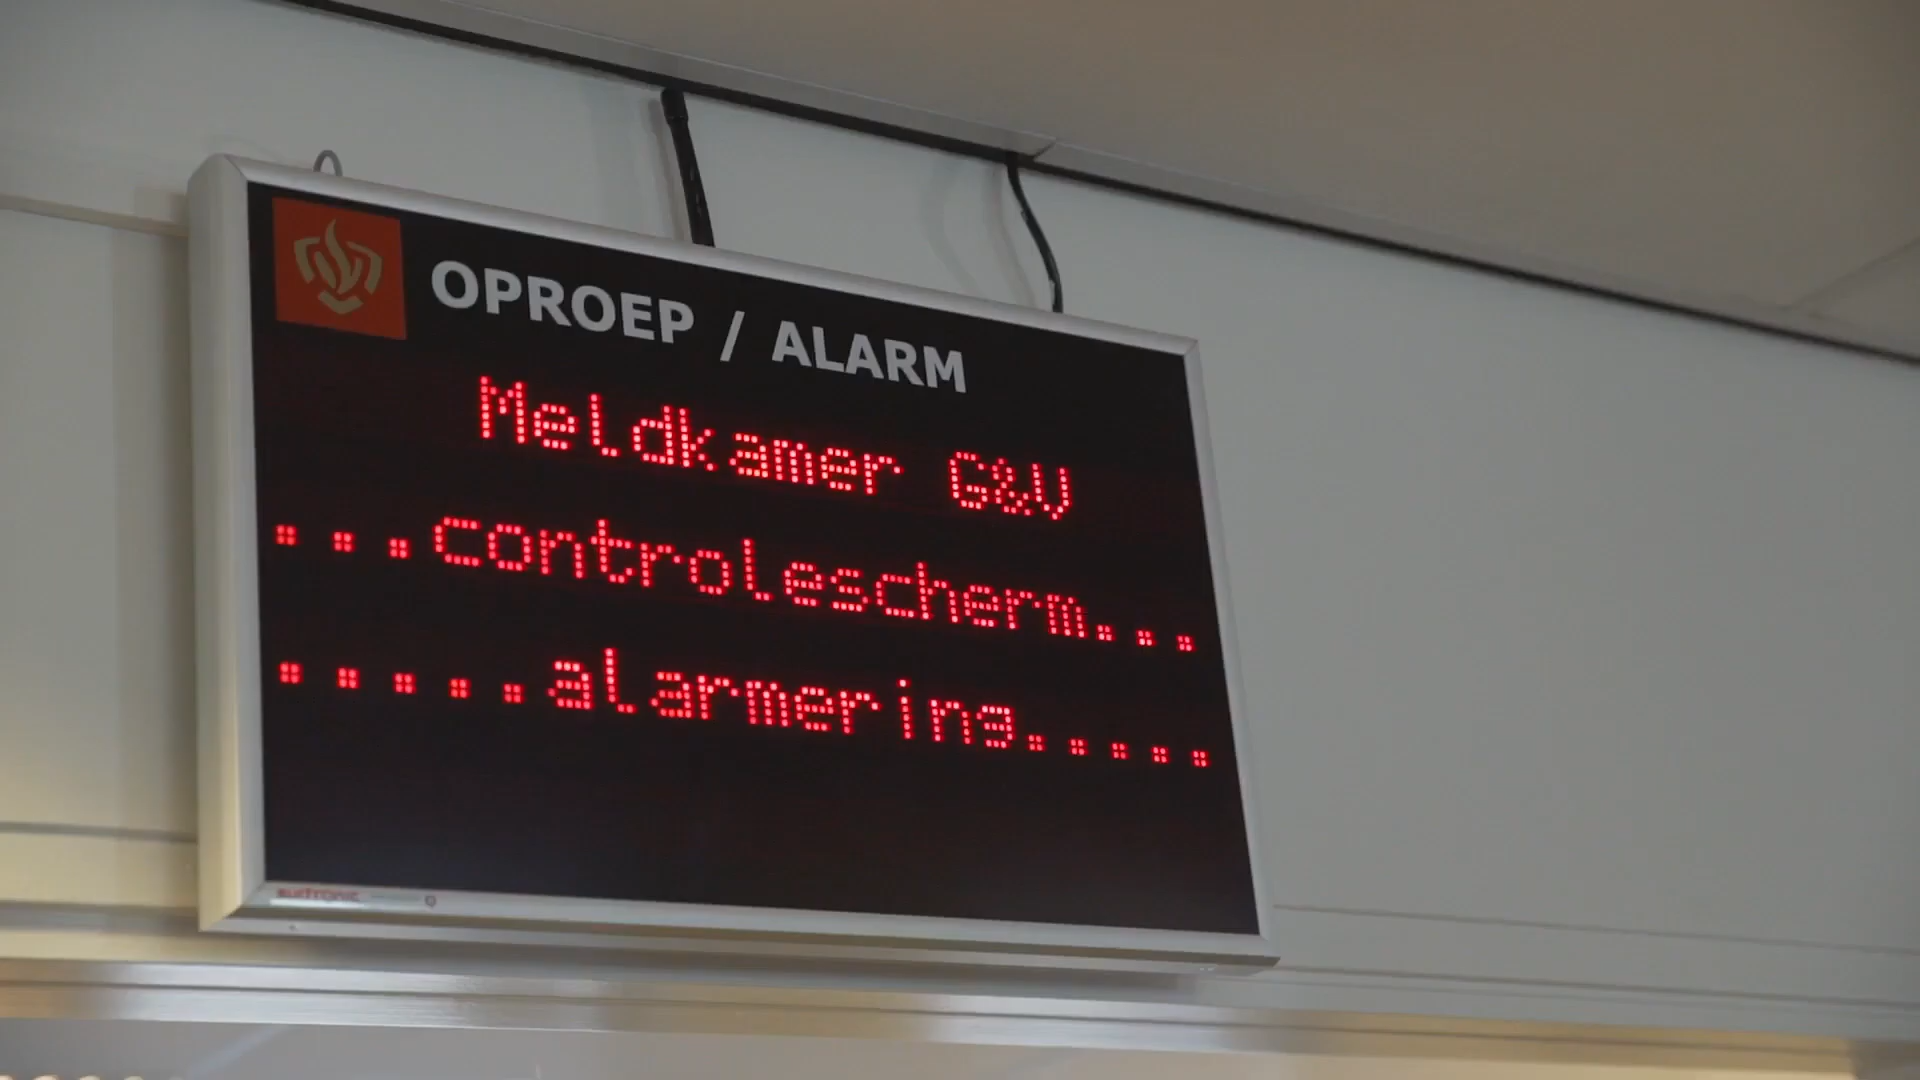 OPROEP / ALARM
Meldkamer G&V
...controlescherm...
.....alarmering.....